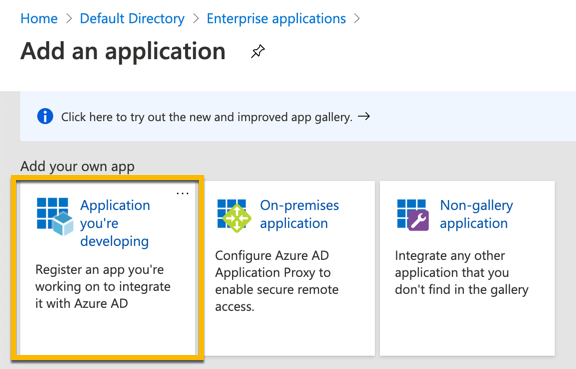 Home > Default Directory > Enterprise applications >
Add an application
Click here to try out the new and improved app gallery. →
Add your own app
...
Application
you're
developing
Register an app you're
working on to integrate
it with Azure AD
On-premises
application
Configure Azure AD
Application Proxy to
enable secure remote
access.
Non-gallery
application
Integrate any other
application that you
don't find in the gallery